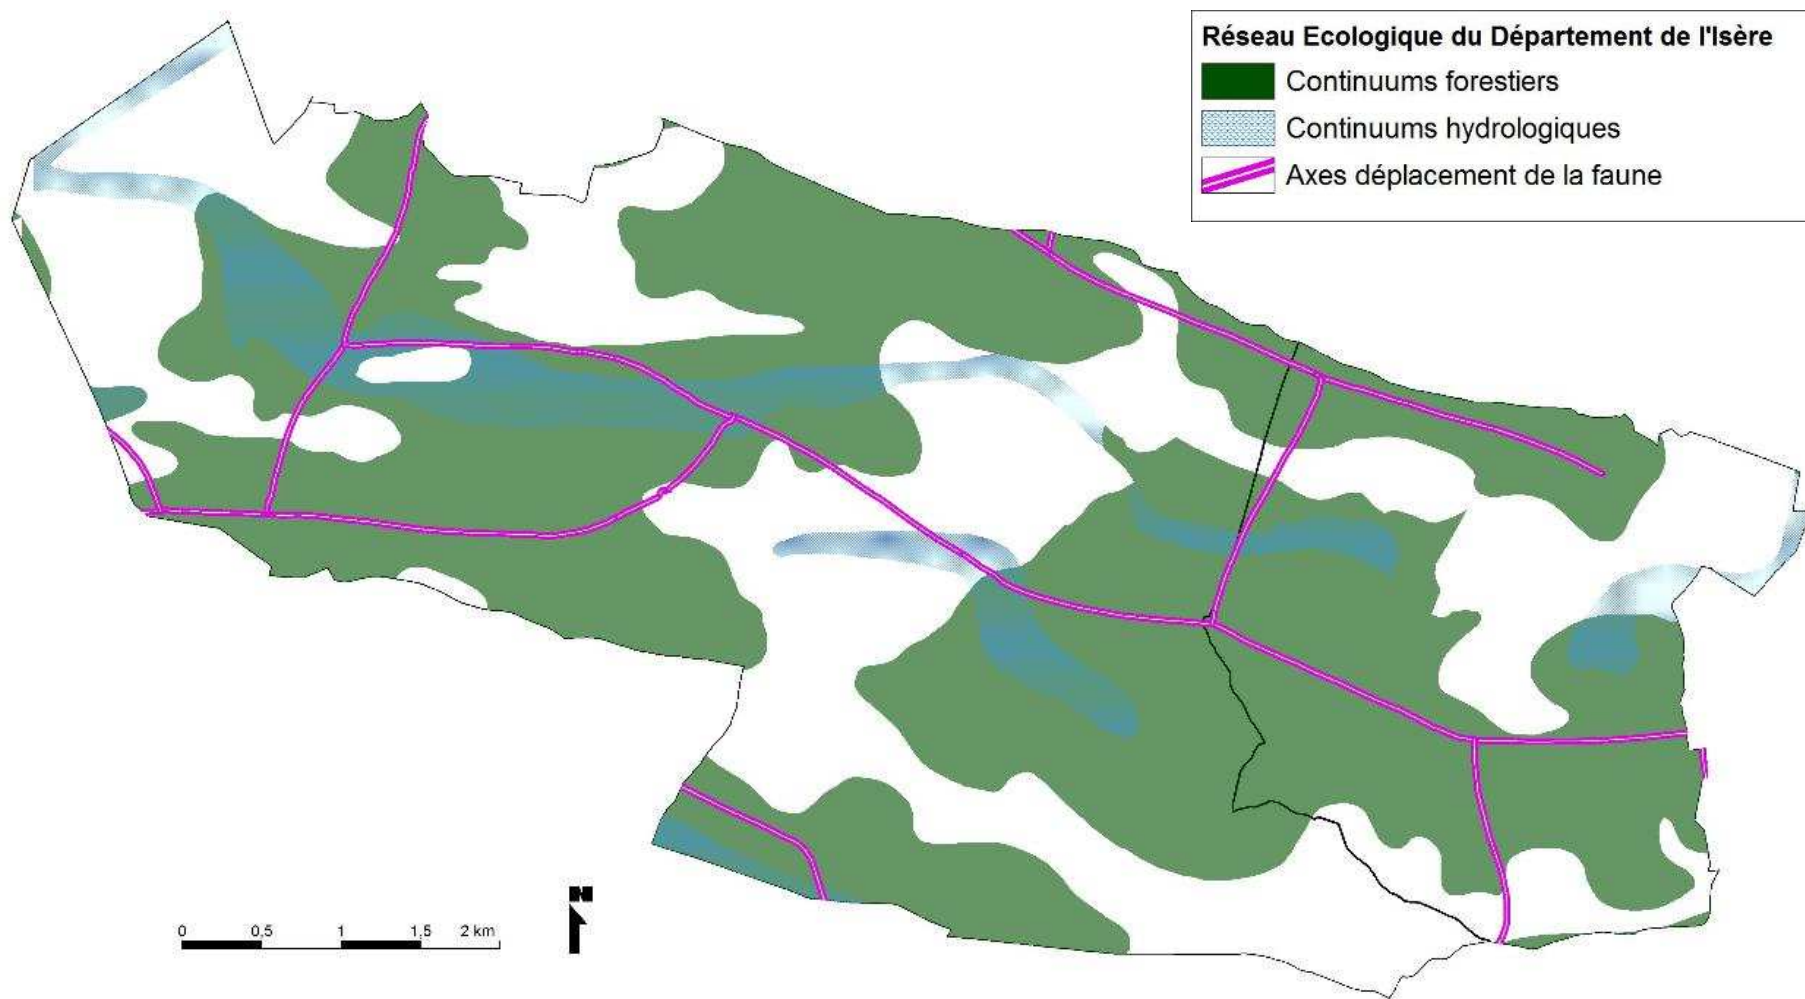 Réseau Ecologique du Département de l'Isère
Continuums forestiers
Continuums hydrologiques
Axes déplacement de la faune
N
0 0,5 1 1,5 2 km